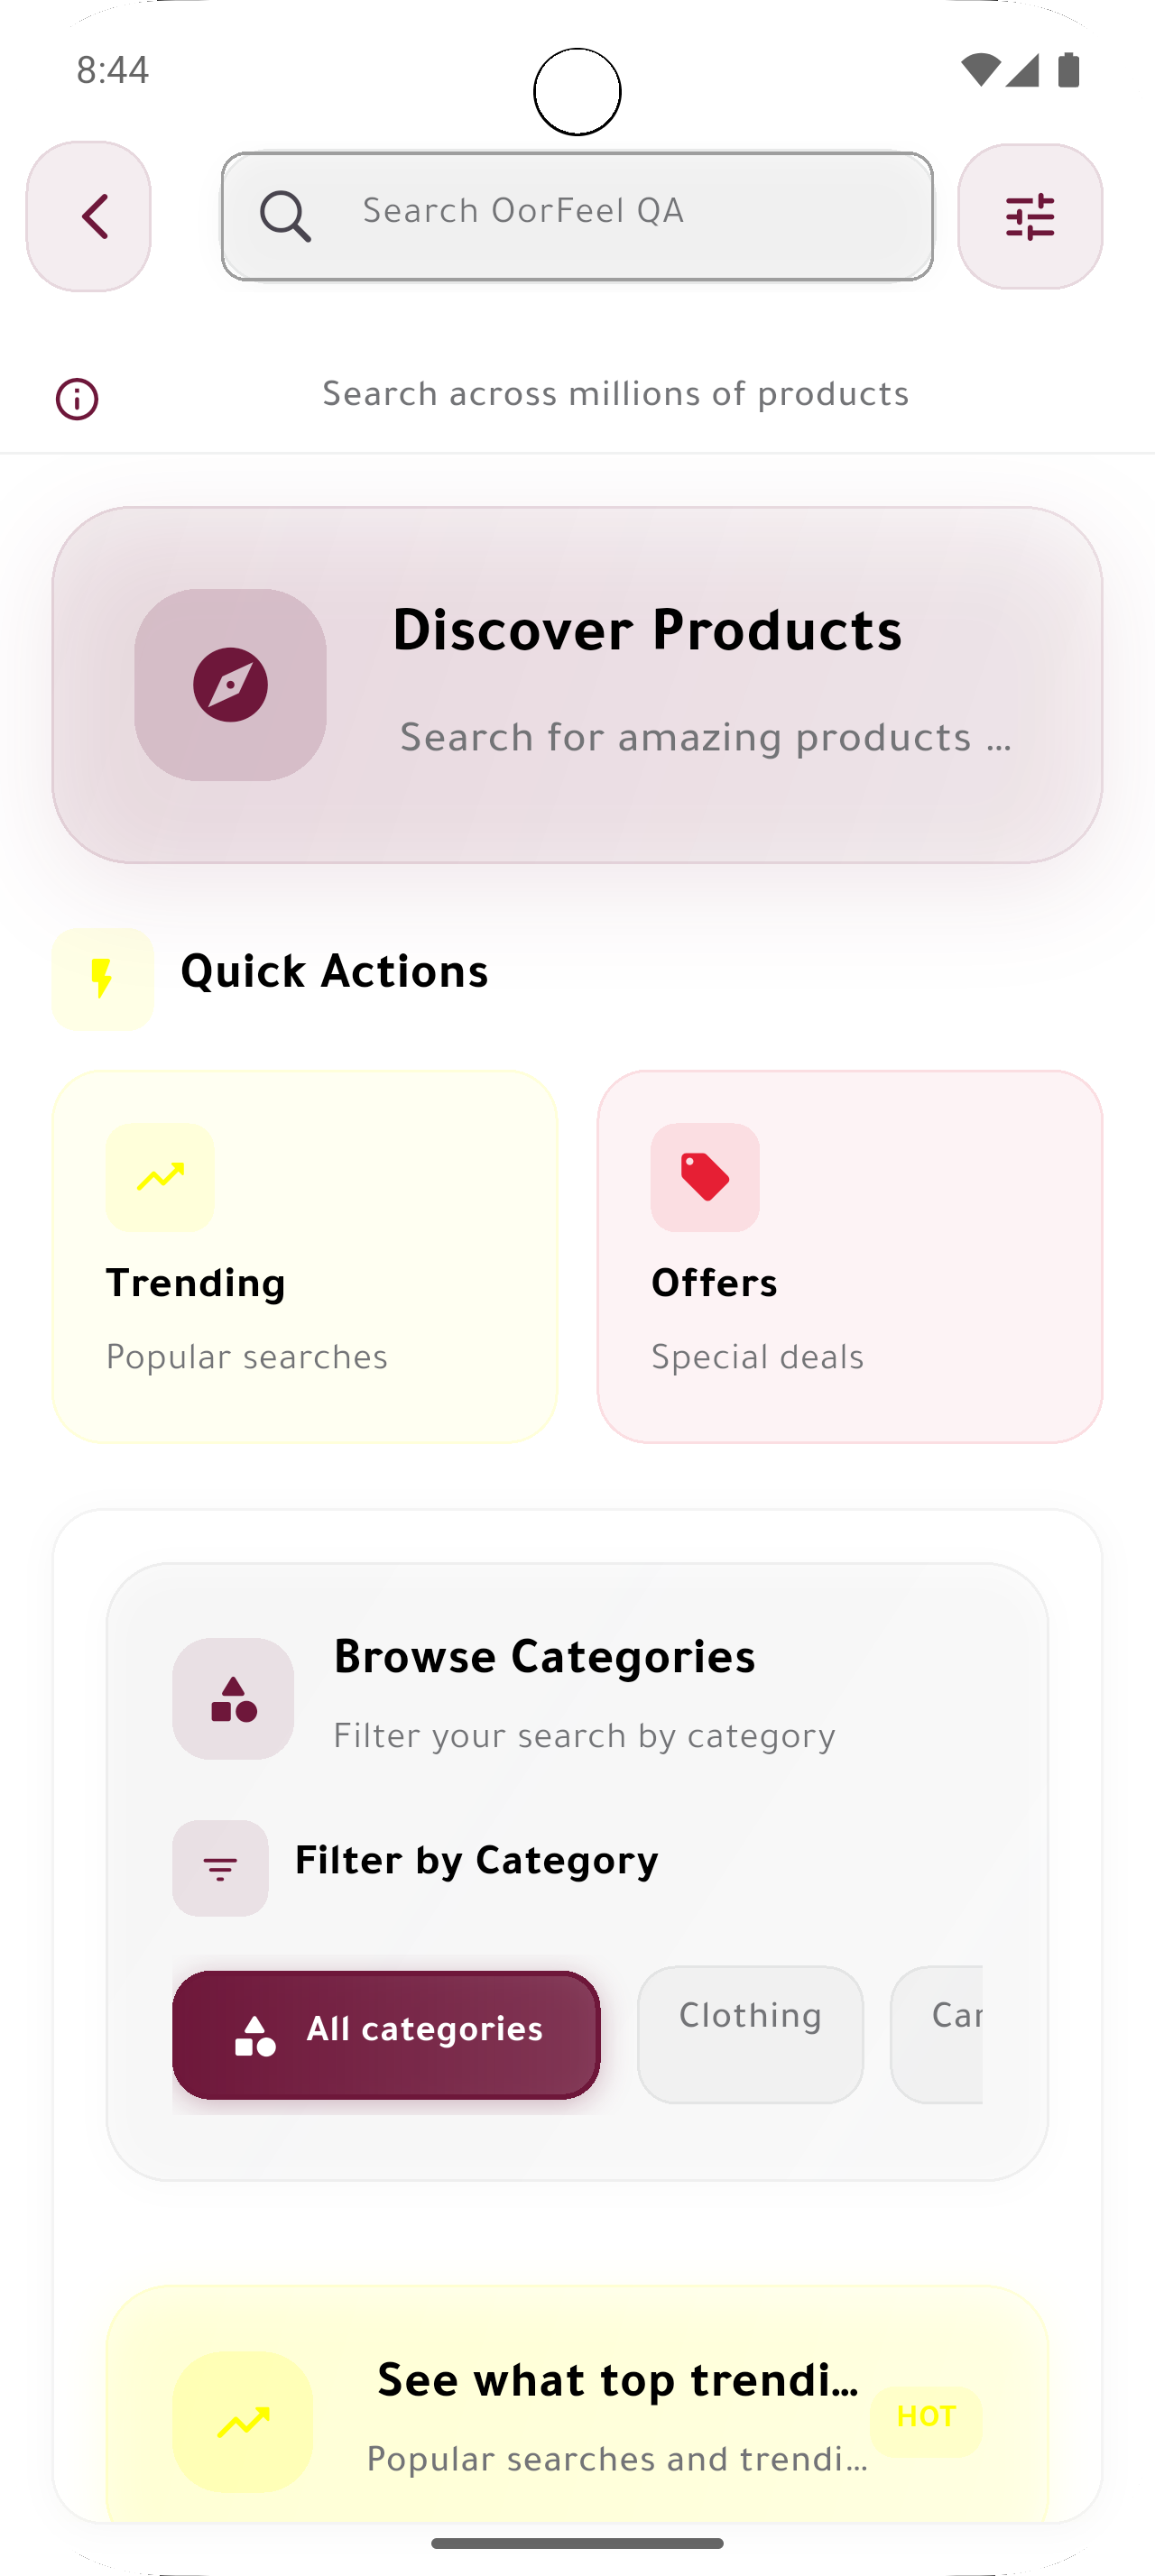 8:44
Search OorFeel QA
Search across millions of products
Discover Products
Search for amazing products ...
Quick Actions
Trending
Popular searches
Offers
Special deals
Browse Categories
Filter your search by category
Filter by Category
All categories
Clothing
Car
See what top trendi...
HOT
Popular searches and trendi...